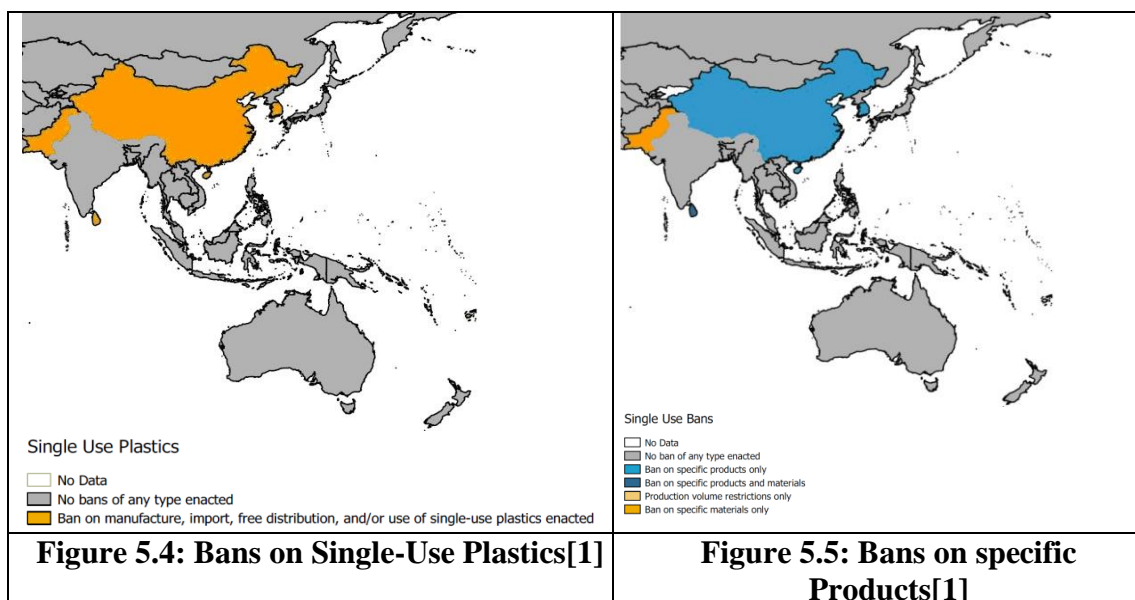 Single Use Plastics
No Data
No bans of any type enacted
Ban on manufacture, import, free distribution, and/or use of single-use plastics enacted
Figure 5.4: Bans on Single-Use Plastics[1]
Single Use Bans
No Data
No ban of any type enacted
Ban on specific products only
Ban on specific products and materials
Production volume restrictions only
Ban on specific materials only
Figure 5.5: Bans on specific
Products[1]